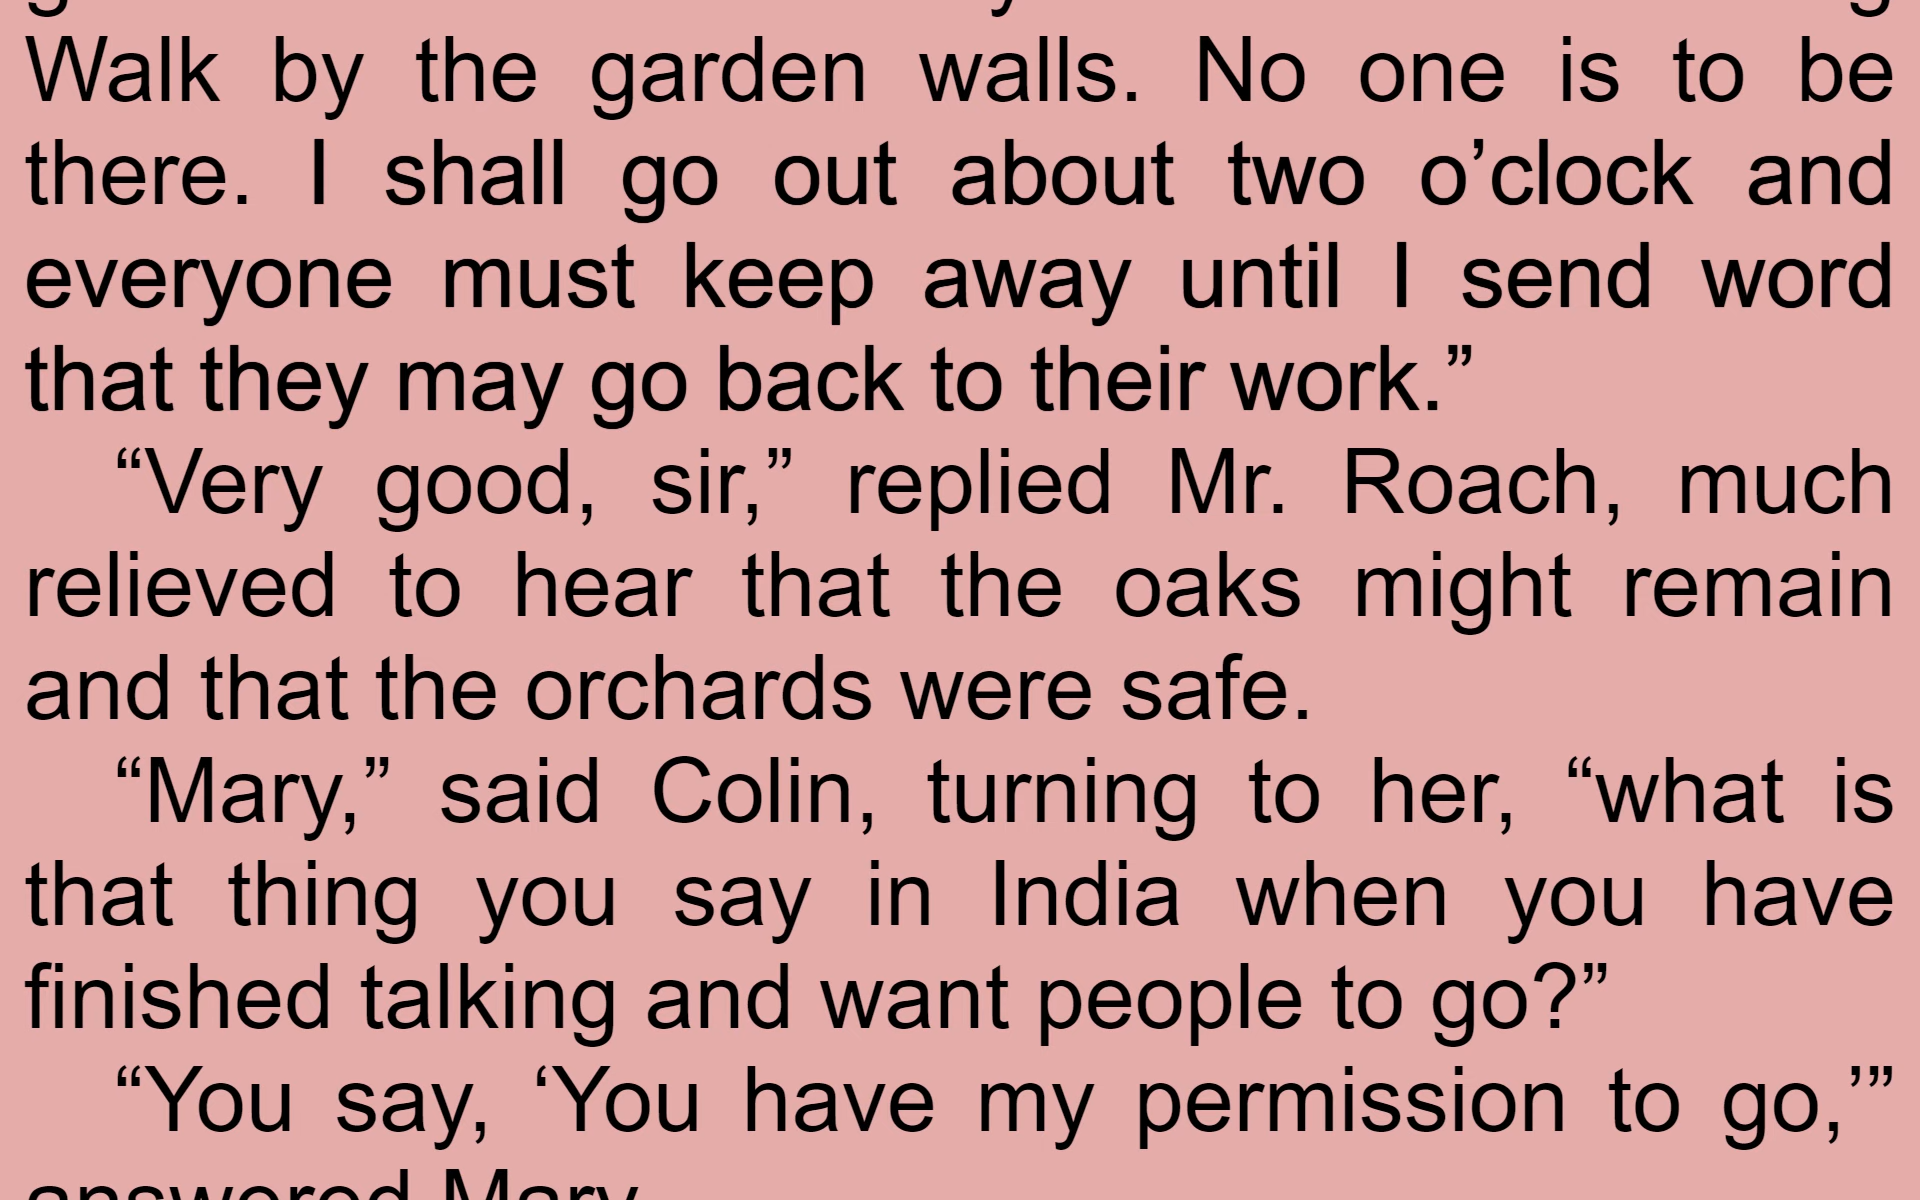 Walk by the garden walls. No one is to be
there. I shall go out about two o’clock and
everyone must keep away until I send word
that they may go back to their work.”
“Very good, sir,” replied Mr. Roach, much
relieved to hear that the oaks might remain
and that the orchards were safe.
“Mary,” said Colin, turning to her, “what is
that thing you say in India when you have
finished talking and want people to go?”
“You say, ‘You have my permission to go,’”
answered Mary.